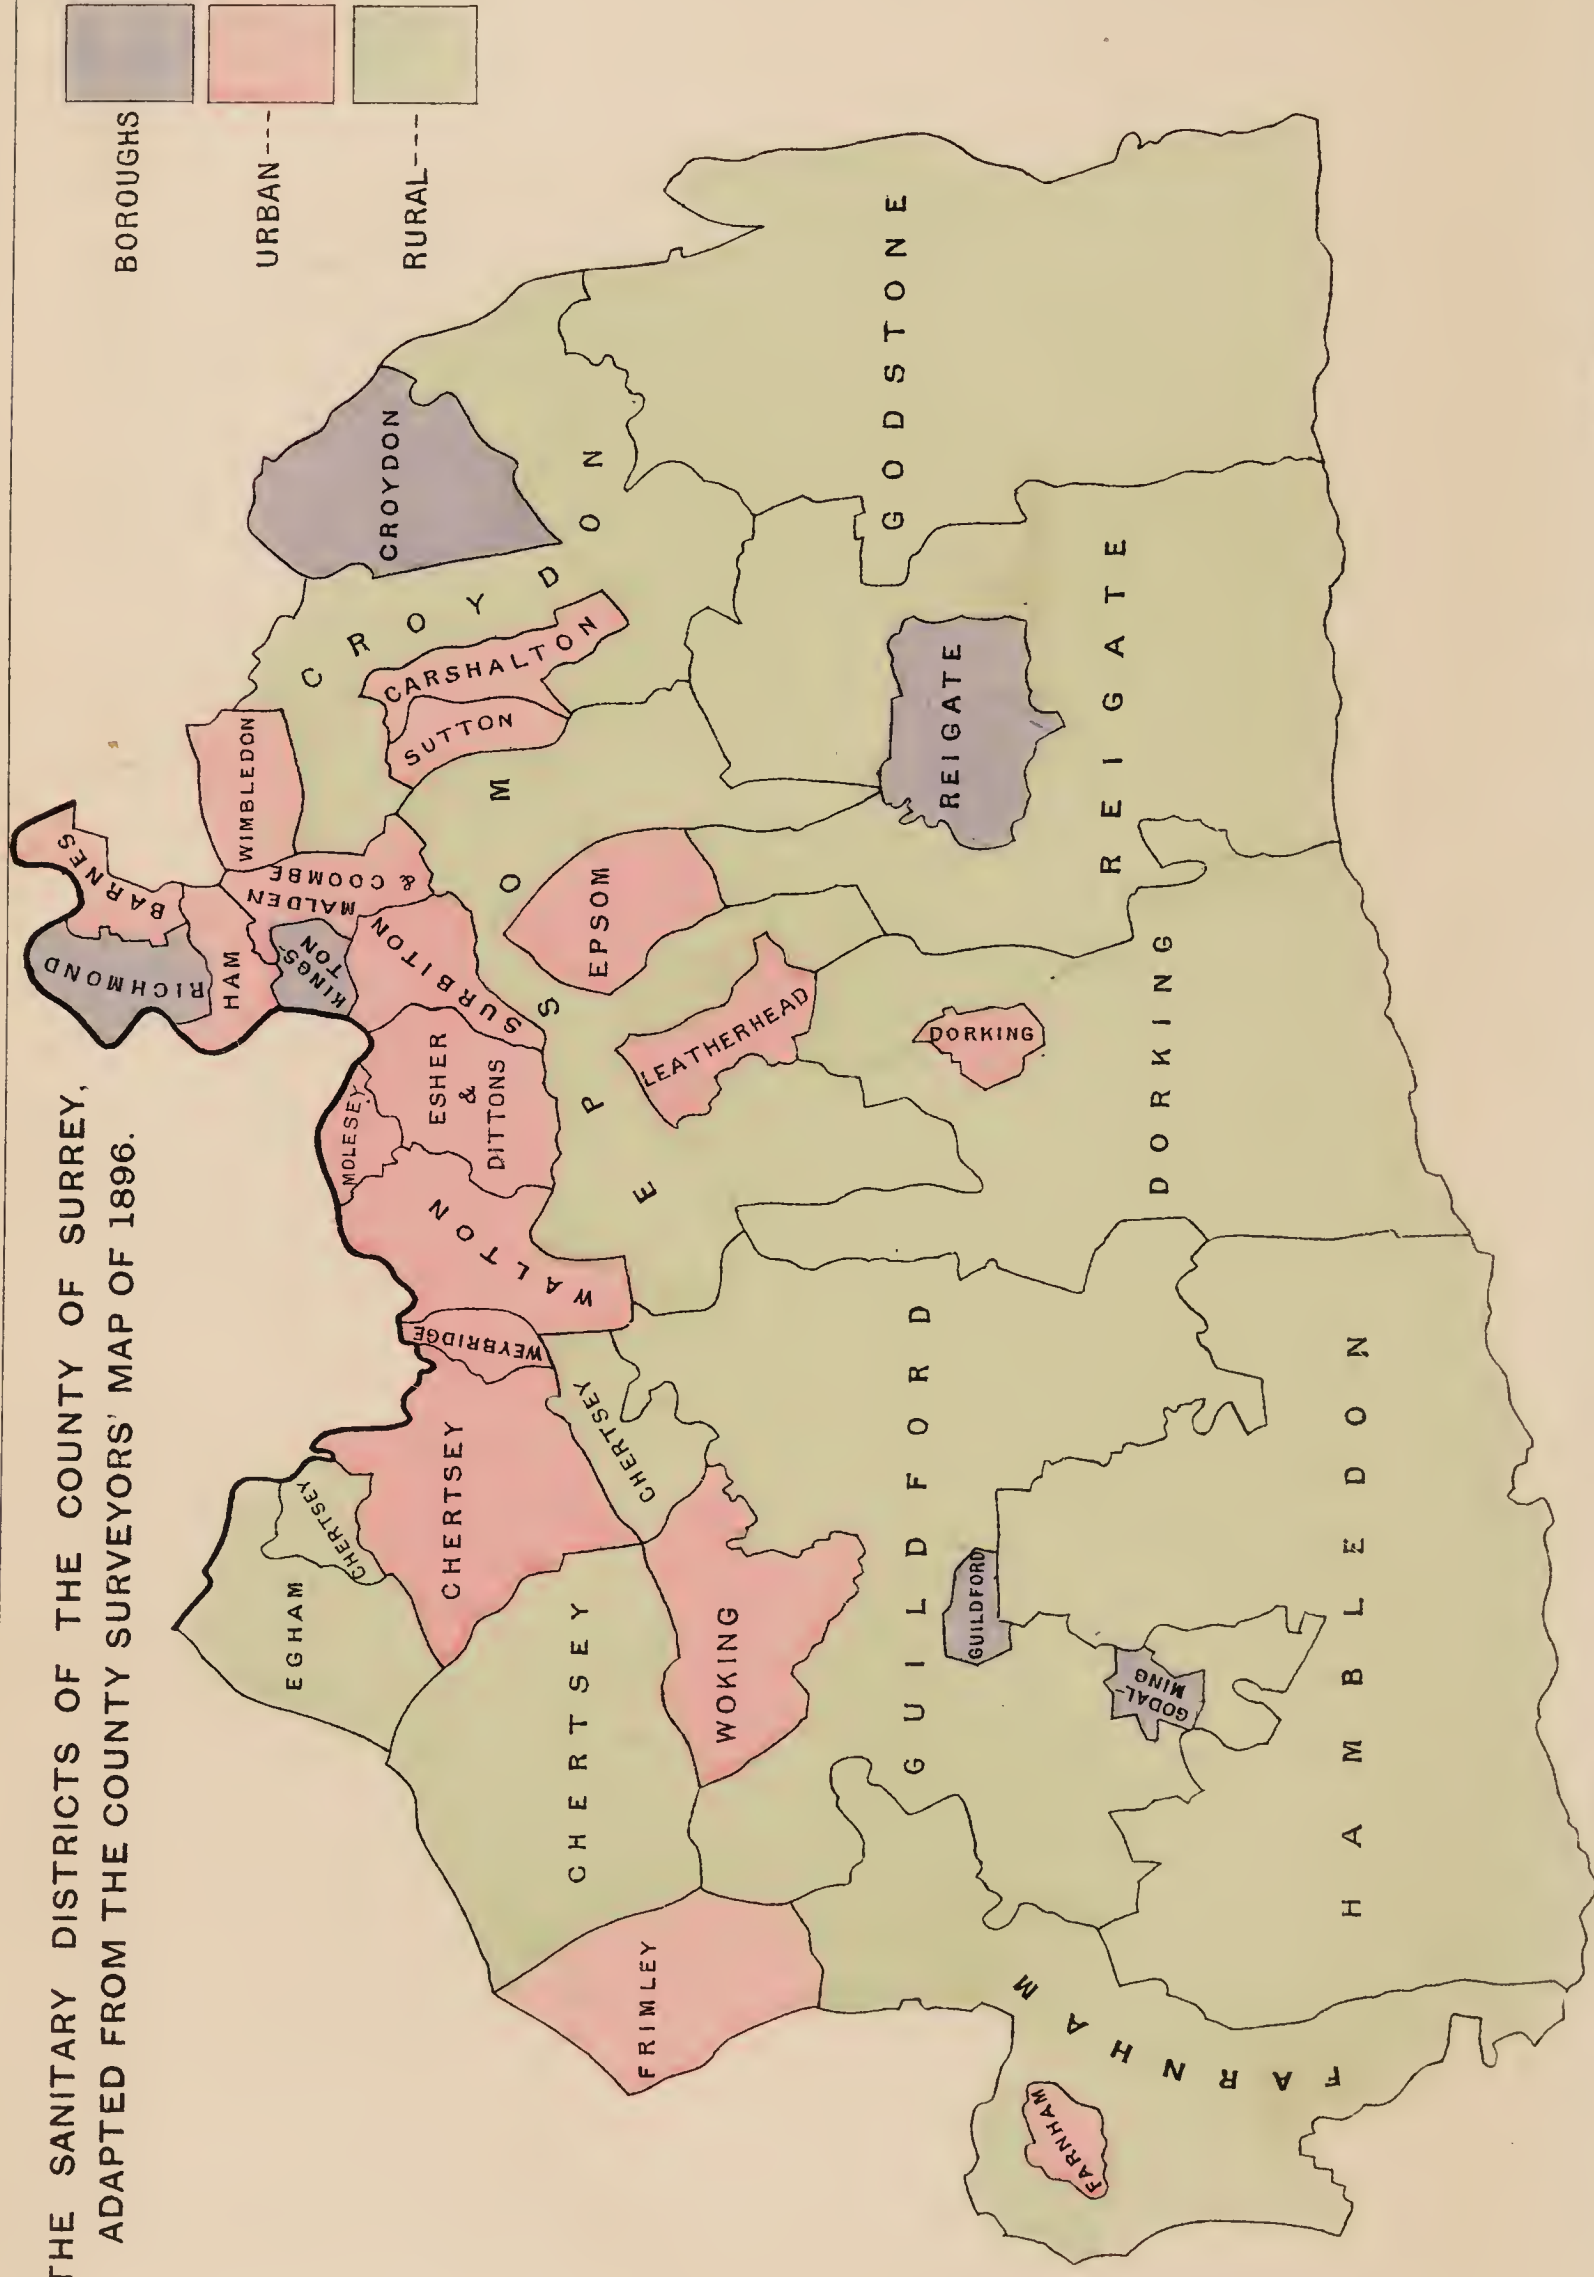 THE SANITARY DISTRICTS OF THE COUNTY OF SURREY,
ADAPTED FROM THE COUNTY SURVEYORS' MAP OF 1896.
BOROUGHS
URBAN---
RURAL---
RICHMOND
BARNES
HAM
WIMBLEDON
KINGS-
TON
MALDEN
& COOMBE
SURBITON
MOLESEY
ESHER
&
DITTONS
WALTON
WEYBRIDGE
CHERTSEY
CHERTSEY
EGHAM
CHERTSEY
CHERTSEY
CROYDON
CROYDON
CARSHALTON
SUTTON
EPSOM
EPSOM
LEATHERHEAD
WOKING
FRIMLEY
GODSTONE
REIGATE
REIGATE
DORKING
DORKING
GUILDFORD
GUILDFORD
GODAL-
MING
HAMBLEDON
FARNHAM
FARNHAM